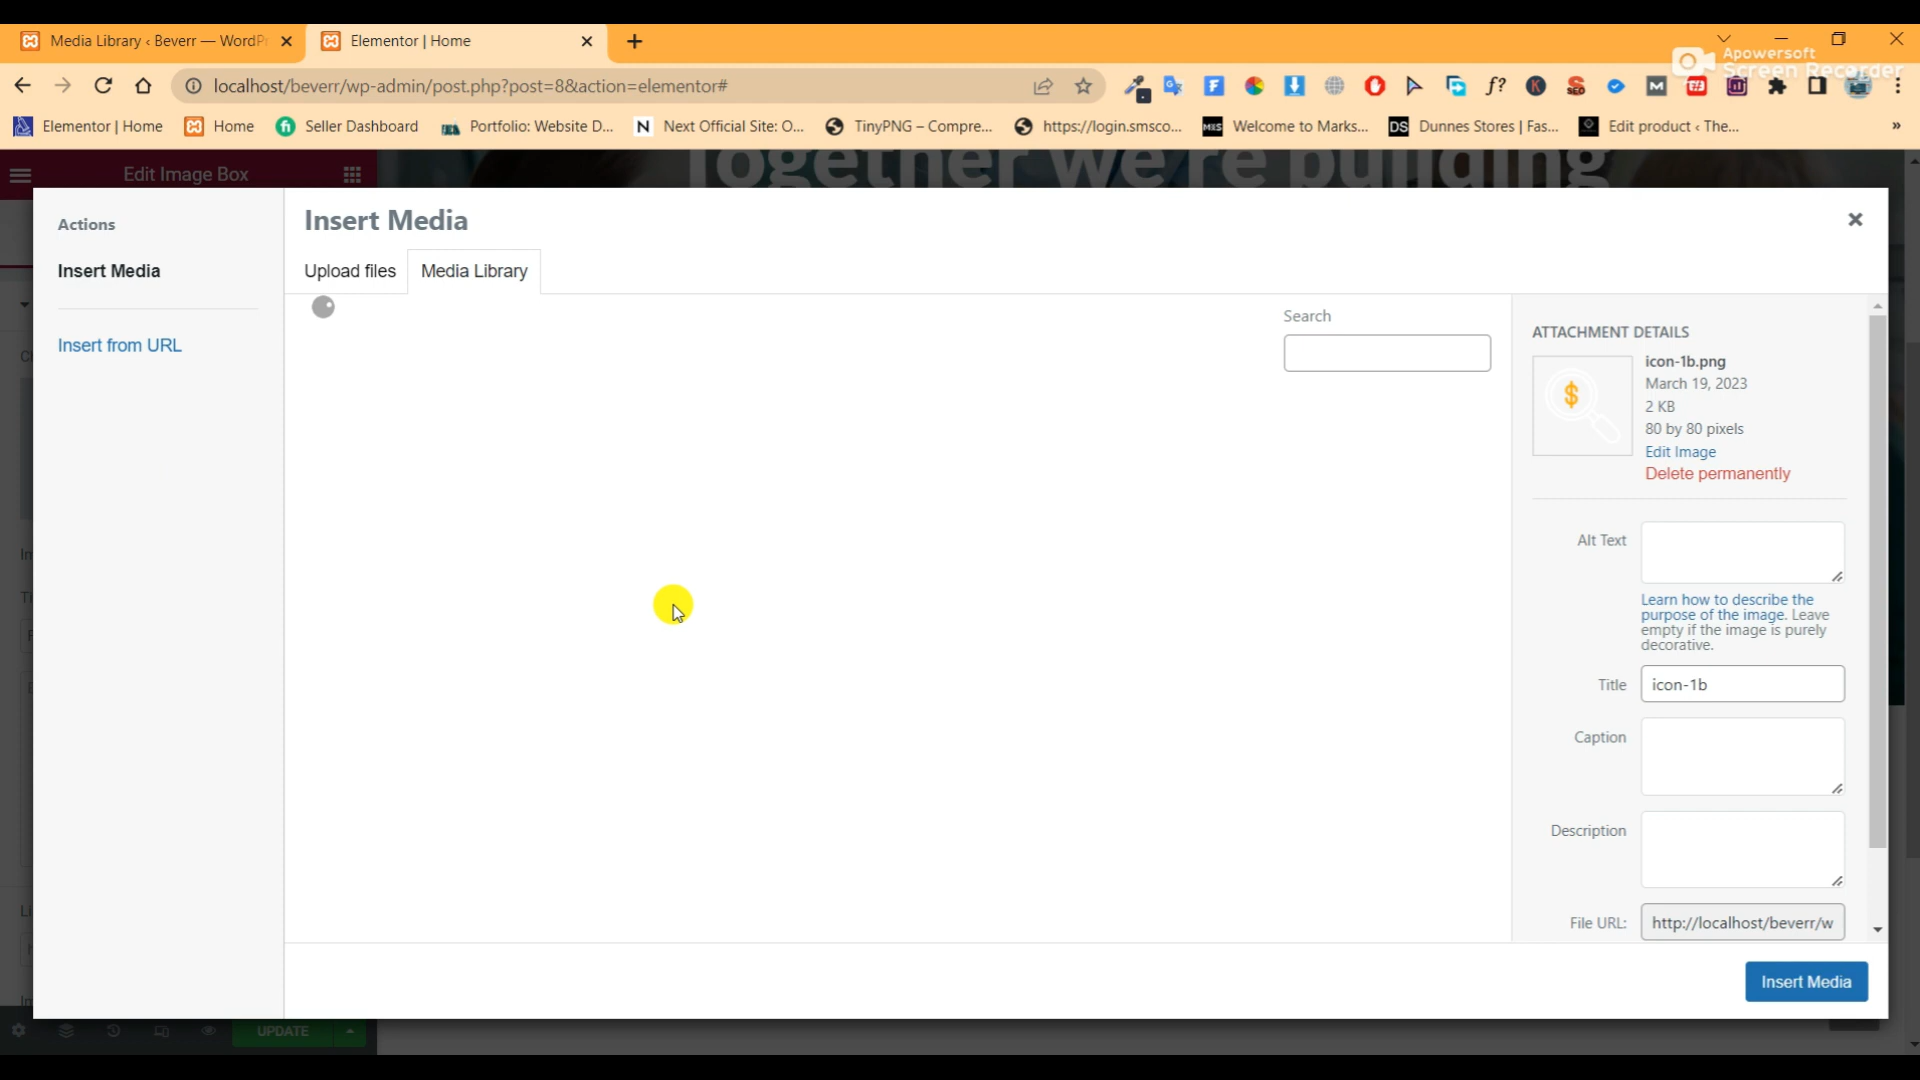 Media Library ‹ Beverr — WordPr
Elementor | Home
Apowersoft
Screen Recorder
localhost/beverr/wp-admin/post.php?post=8&action=elementor#
Elementor | Home
Home
Seller Dashboard
Portfolio: Website D...
Next Official Site: O...
TinyPNG – Compre...
https://login.smsco...
Welcome to Marks...
Dunnes Stores | Fas...
Edit product ‹ The...
Edit Image Box
Together we're building
Actions
Insert Media
Insert from URL
Insert Media
Upload files
Media Library
Search
ATTACHMENT DETAILS
icon-1b.png
March 19, 2023
2 KB
80 by 80 pixels
Edit Image
Delete permanently
Alt Text
Learn how to describe the
purpose of the image. Leave
empty if the image is purely
decorative.
Title
icon-1b
Caption
Description
File URL:
http://localhost/beverr/w
Insert Media
UPDATE